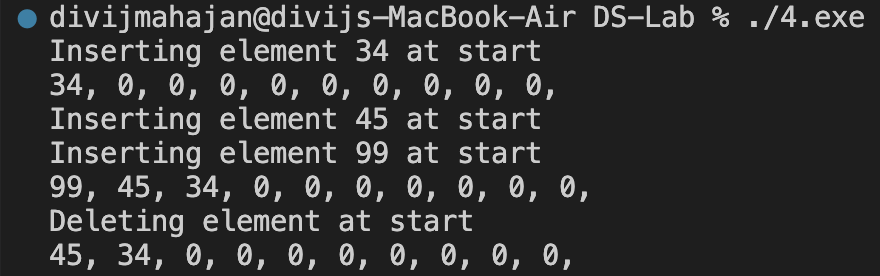 divijmahajan@divijs-MacBook-Air DS-Lab % ./4.exe
Inserting element 34 at start
34, 0, 0, 0, 0, 0, 0, 0, 0, 0,
Inserting element 45 at start
Inserting element 99 at start
99, 45, 34, 0, 0, 0, 0, 0, 0, 0,
Deleting element at start
45, 34, 0, 0, 0, 0, 0, 0, 0, 0,